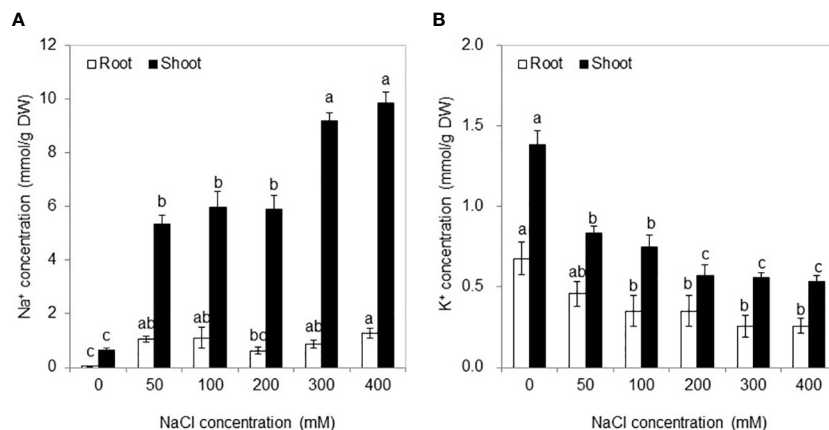 A
Na⁺ concentration (mmol/g DW)
12
10
8
6
4
2
0
Root Shoot
c c
ab b
ab b
bc b
ab a
a a
0 50 100 200 300 400
NaCl concentration (mM)
B
K⁺ concentration (mmol/g DW)
2.0
1.5
1.0
0.5
0.0
Root Shoot
a a
ab b
b b
b c
b c
b c
0 50 100 200 300 400
NaCl concentration (mM)